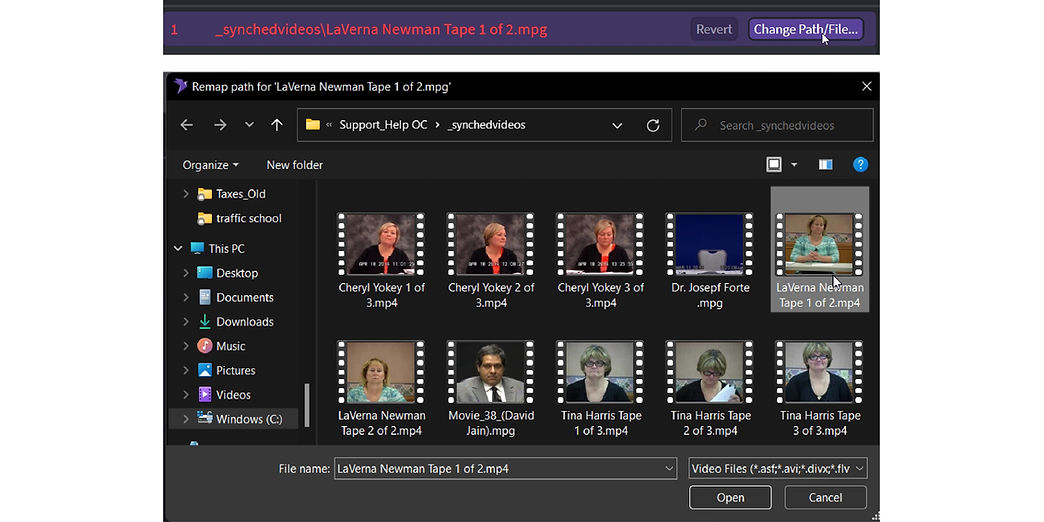 1 _synchedvideos\LaVerna Newman Tape 1 of 2.mpg Revert Change Path/File...
Remap path for 'LaVerna Newman Tape 1 of 2.mpg'
« Support_Help OC › _synchedvideos Search _synchedvideos
Organize New folder
Taxes_Old
traffic school
This PC
Desktop
Documents
Downloads
Music
Pictures
Videos
Windows (C:)
Cheryl Yokey 1 of
3.mp4
Cheryl Yokey 2 of
3.mp4
Cheryl Yokey 3 of
3.mp4
Dr. Josepf Forte
.mpg
LaVerna Newman
Tape 1 of 2.mp4
LaVerna Newman
Tape 2 of 2.mp4
Movie_38_(David
Jain).mpg
Tina Harris Tape
1 of 3.mp4
Tina Harris Tape
2 of 3.mp4
Tina Harris Tape
3 of 3.mp4
File name: LaVerna Newman Tape 1 of 2.mp4 Video Files (*.asf;*.avi;*.divx;*.flv
Open Cancel